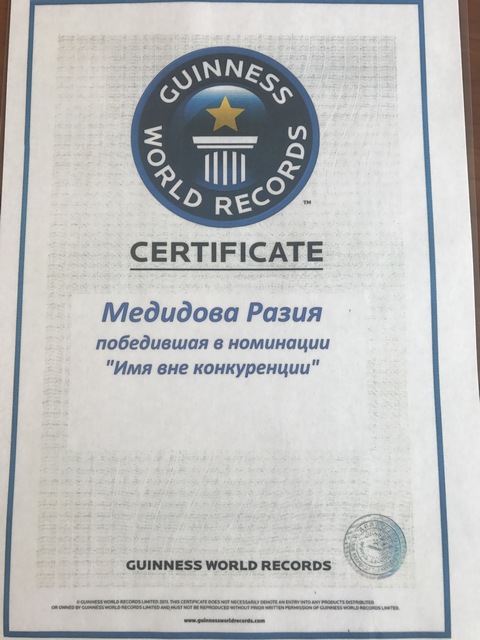 GUINNESS
WORLD RECORDS
TM
CERTIFICATE
Медидова Разия
победившая в номинации
"Имя вне конкуренции"
GUINNESS WORLD RECORDS
© GUINNESS WORLD RECORDS LIMITED 2011. THIS CERTIFICATE DOES NOT NECESSARILY DENOTE AN ENTRY INTO ANY PRODUCTS DISTRIBUTED
OR OWNED BY GUINNESS WORLD RECORDS LIMITED AND MUST NOT BE REPRODUCED WITHOUT PRIOR WRITTEN PERMISSION OF GUINNESS WORLD RECORDS LIMITED.
www.guinnessworldrecords.com